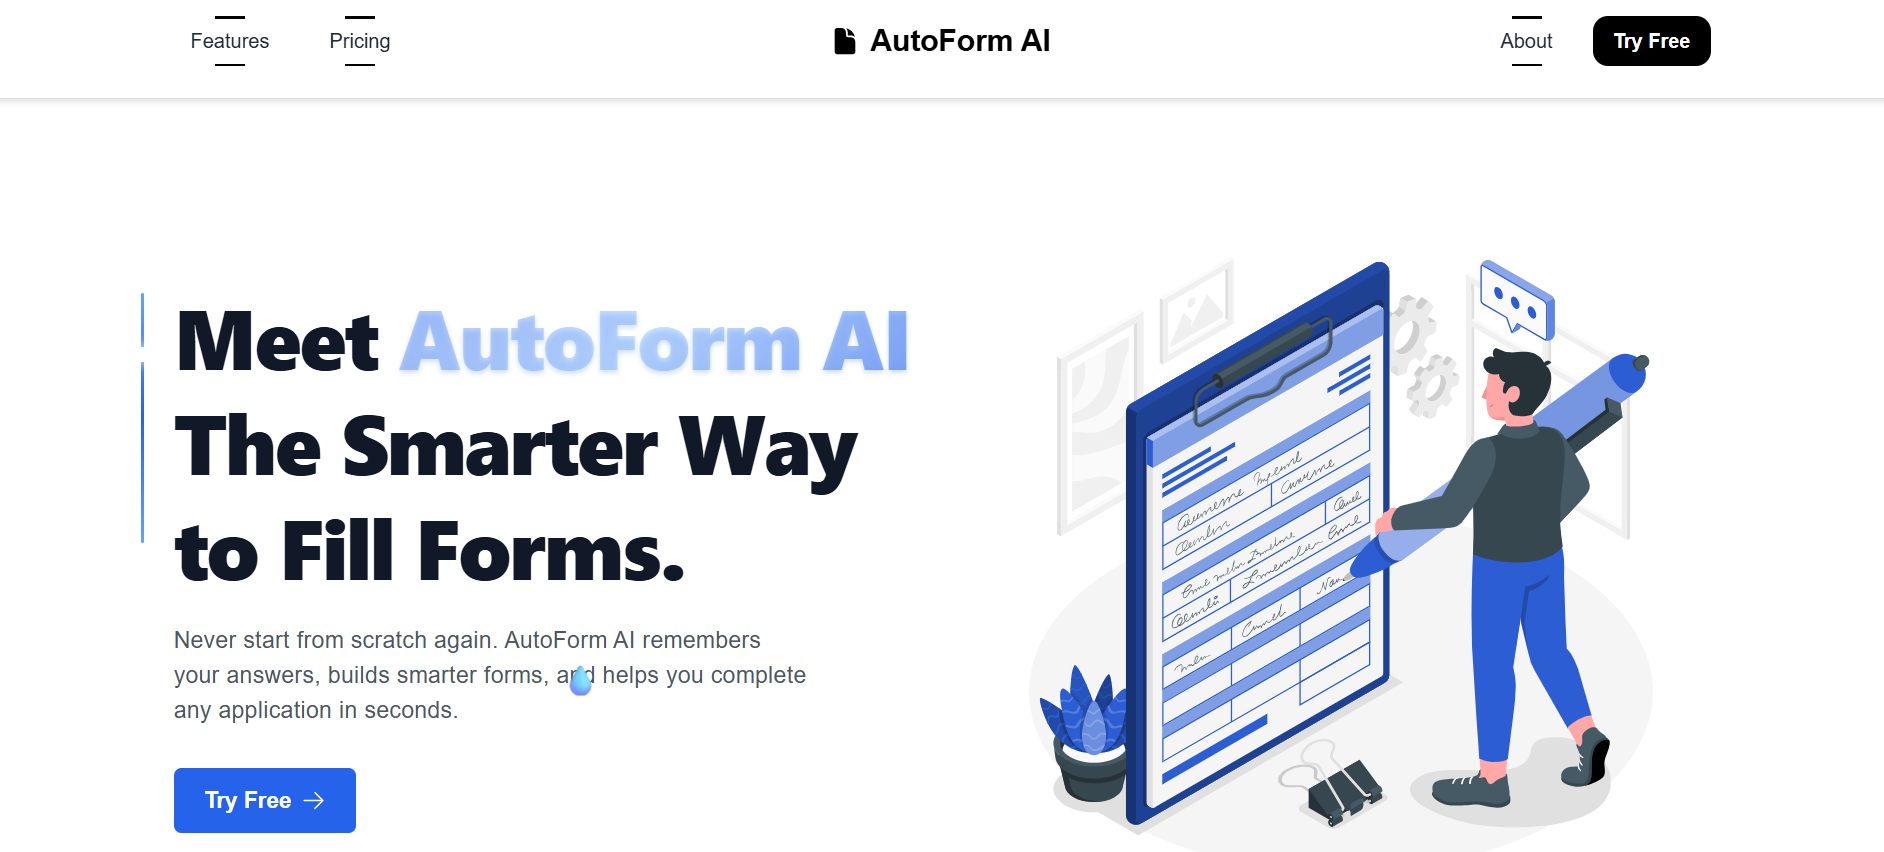 Features
Pricing
AutoForm AI
About
Try Free
Meet AutoForm AI
The Smarter Way
to Fill Forms.
Never start from scratch again. AutoForm AI remembers
your answers, builds smarter forms, and helps you complete
any application in seconds.
Try Free